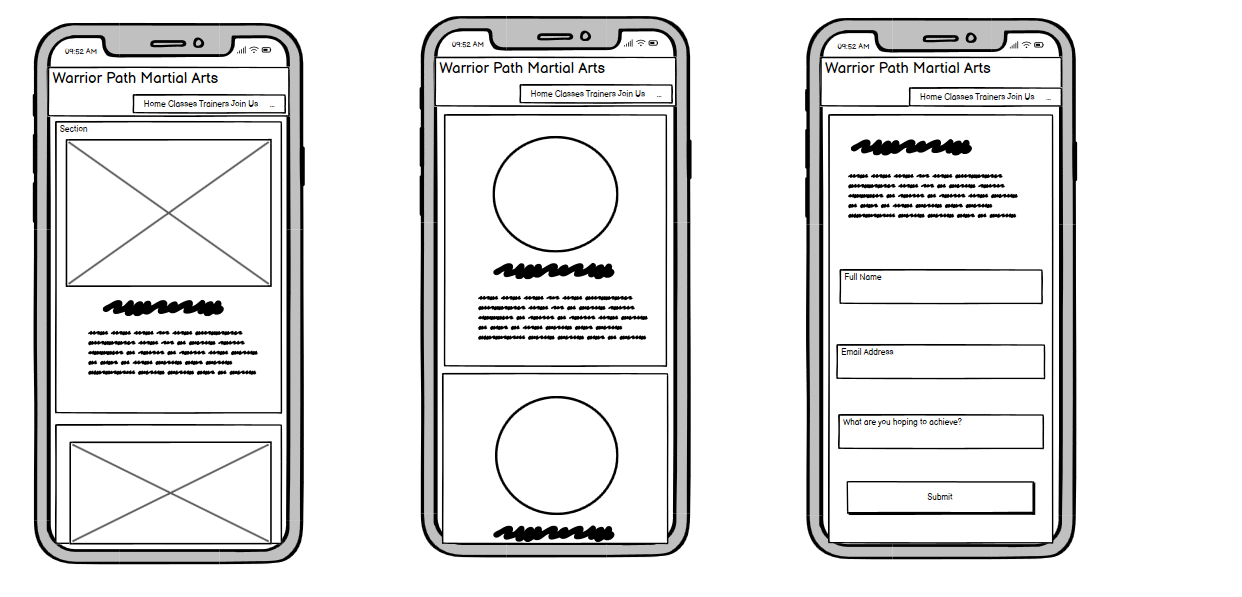 09:52 AM
Warrior Path Martial Arts
Home Classes Trainers Join Us ...
Section
09:52 AM
Warrior Path Martial Arts
Home Classes Trainers Join Us ...
09:52 AM
Warrior Path Martial Arts
Home Classes Trainers Join Us ...
Full Name
Email Address
What are you hoping to achieve?
Submit